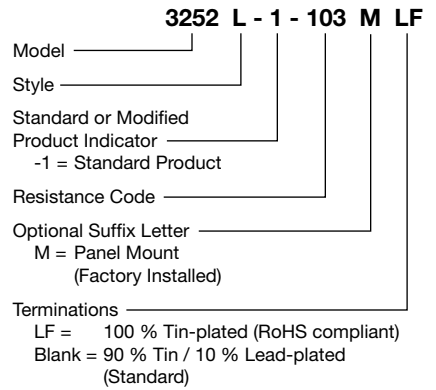 3252 L - 1 - 103 M LF
Model
Style
Standard or Modified
Product Indicator
-1 = Standard Product
Resistance Code
Optional Suffix Letter
M = Panel Mount
(Factory Installed)
Terminations
LF = 100 % Tin-plated (RoHS compliant)
Blank = 90 % Tin / 10 % Lead-plated
(Standard)